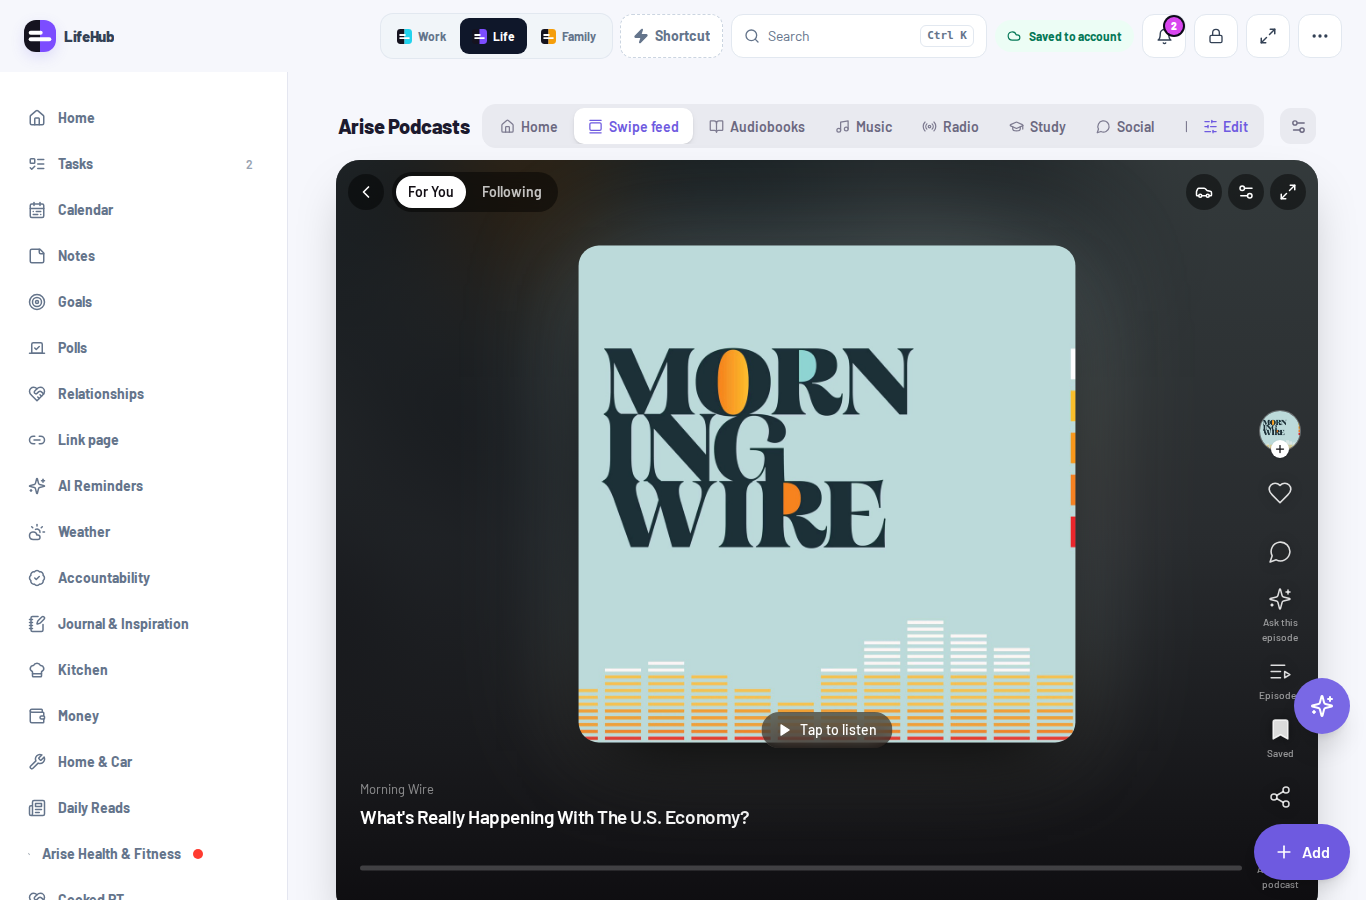 LifeHub
Work
Life
Family
Shortcut
Search
Ctrl K
Saved to account
2
Home
Tasks
2
Calendar
Notes
Goals
Polls
Relationships
Link page
AI Reminders
Weather
Accountability
Journal & Inspiration
Kitchen
Money
Home & Car
Daily Reads
Arise Health & Fitness
Arise Podcasts
Home
Swipe feed
Audiobooks
Music
Radio
Study
Social
Edit
For You
Following
MORN
ING
WIRE
MORN
ING
WIRE
Ask this
episode
Saved
Tap to listen
Morning Wire
What's Really Happening With The U.S. Economy?
Add
podcast